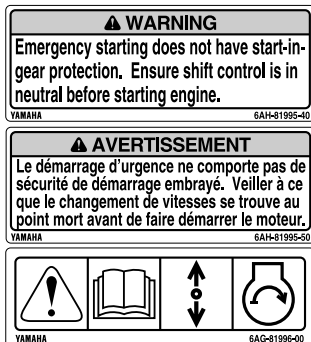 ⚠ WARNING
Emergency starting does not have start-in-
gear protection. Ensure shift control is in
neutral before starting engine.
YAMAHA 6AH-81995-40
⚠ AVERTISSEMENT
Le démarrage d'urgence ne comporte pas de
sécurité de démarrage embrayé. Veiller à ce
que le changement de vitesses se trouve au
point mort avant de faire démarrer le moteur.
YAMAHA 6AH-81995-50
YAMAHA 6AG-81996-00